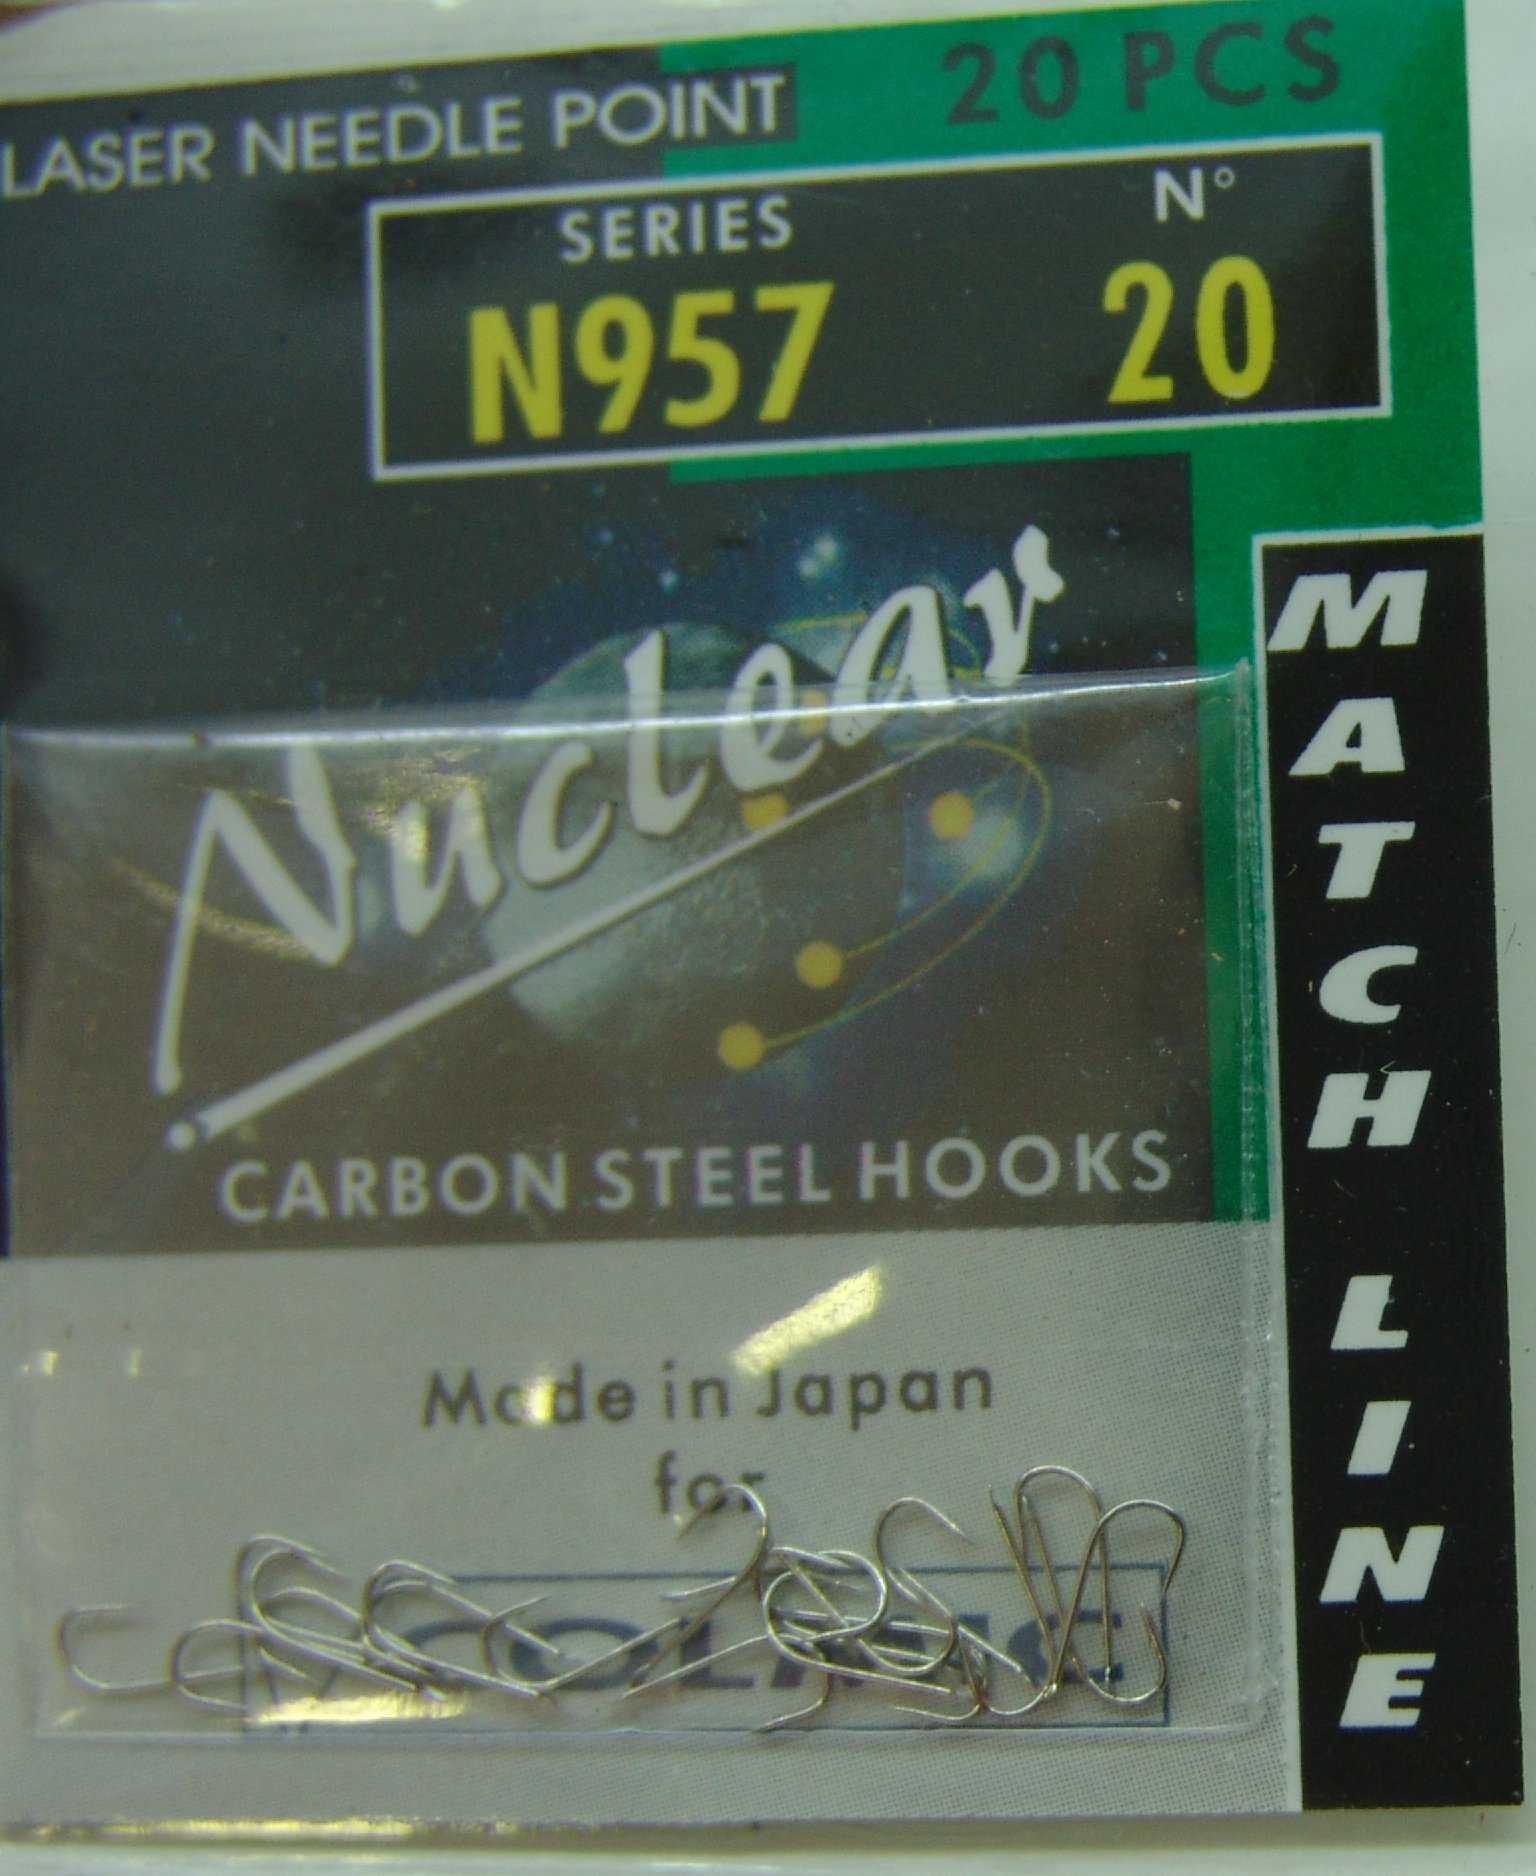 LASER NEEDLE POINT
20 PCS
SERIES
N°
N957
20
Nuclear
CARBON STEEL HOOKS
Made in Japan
for
MATCH LINE